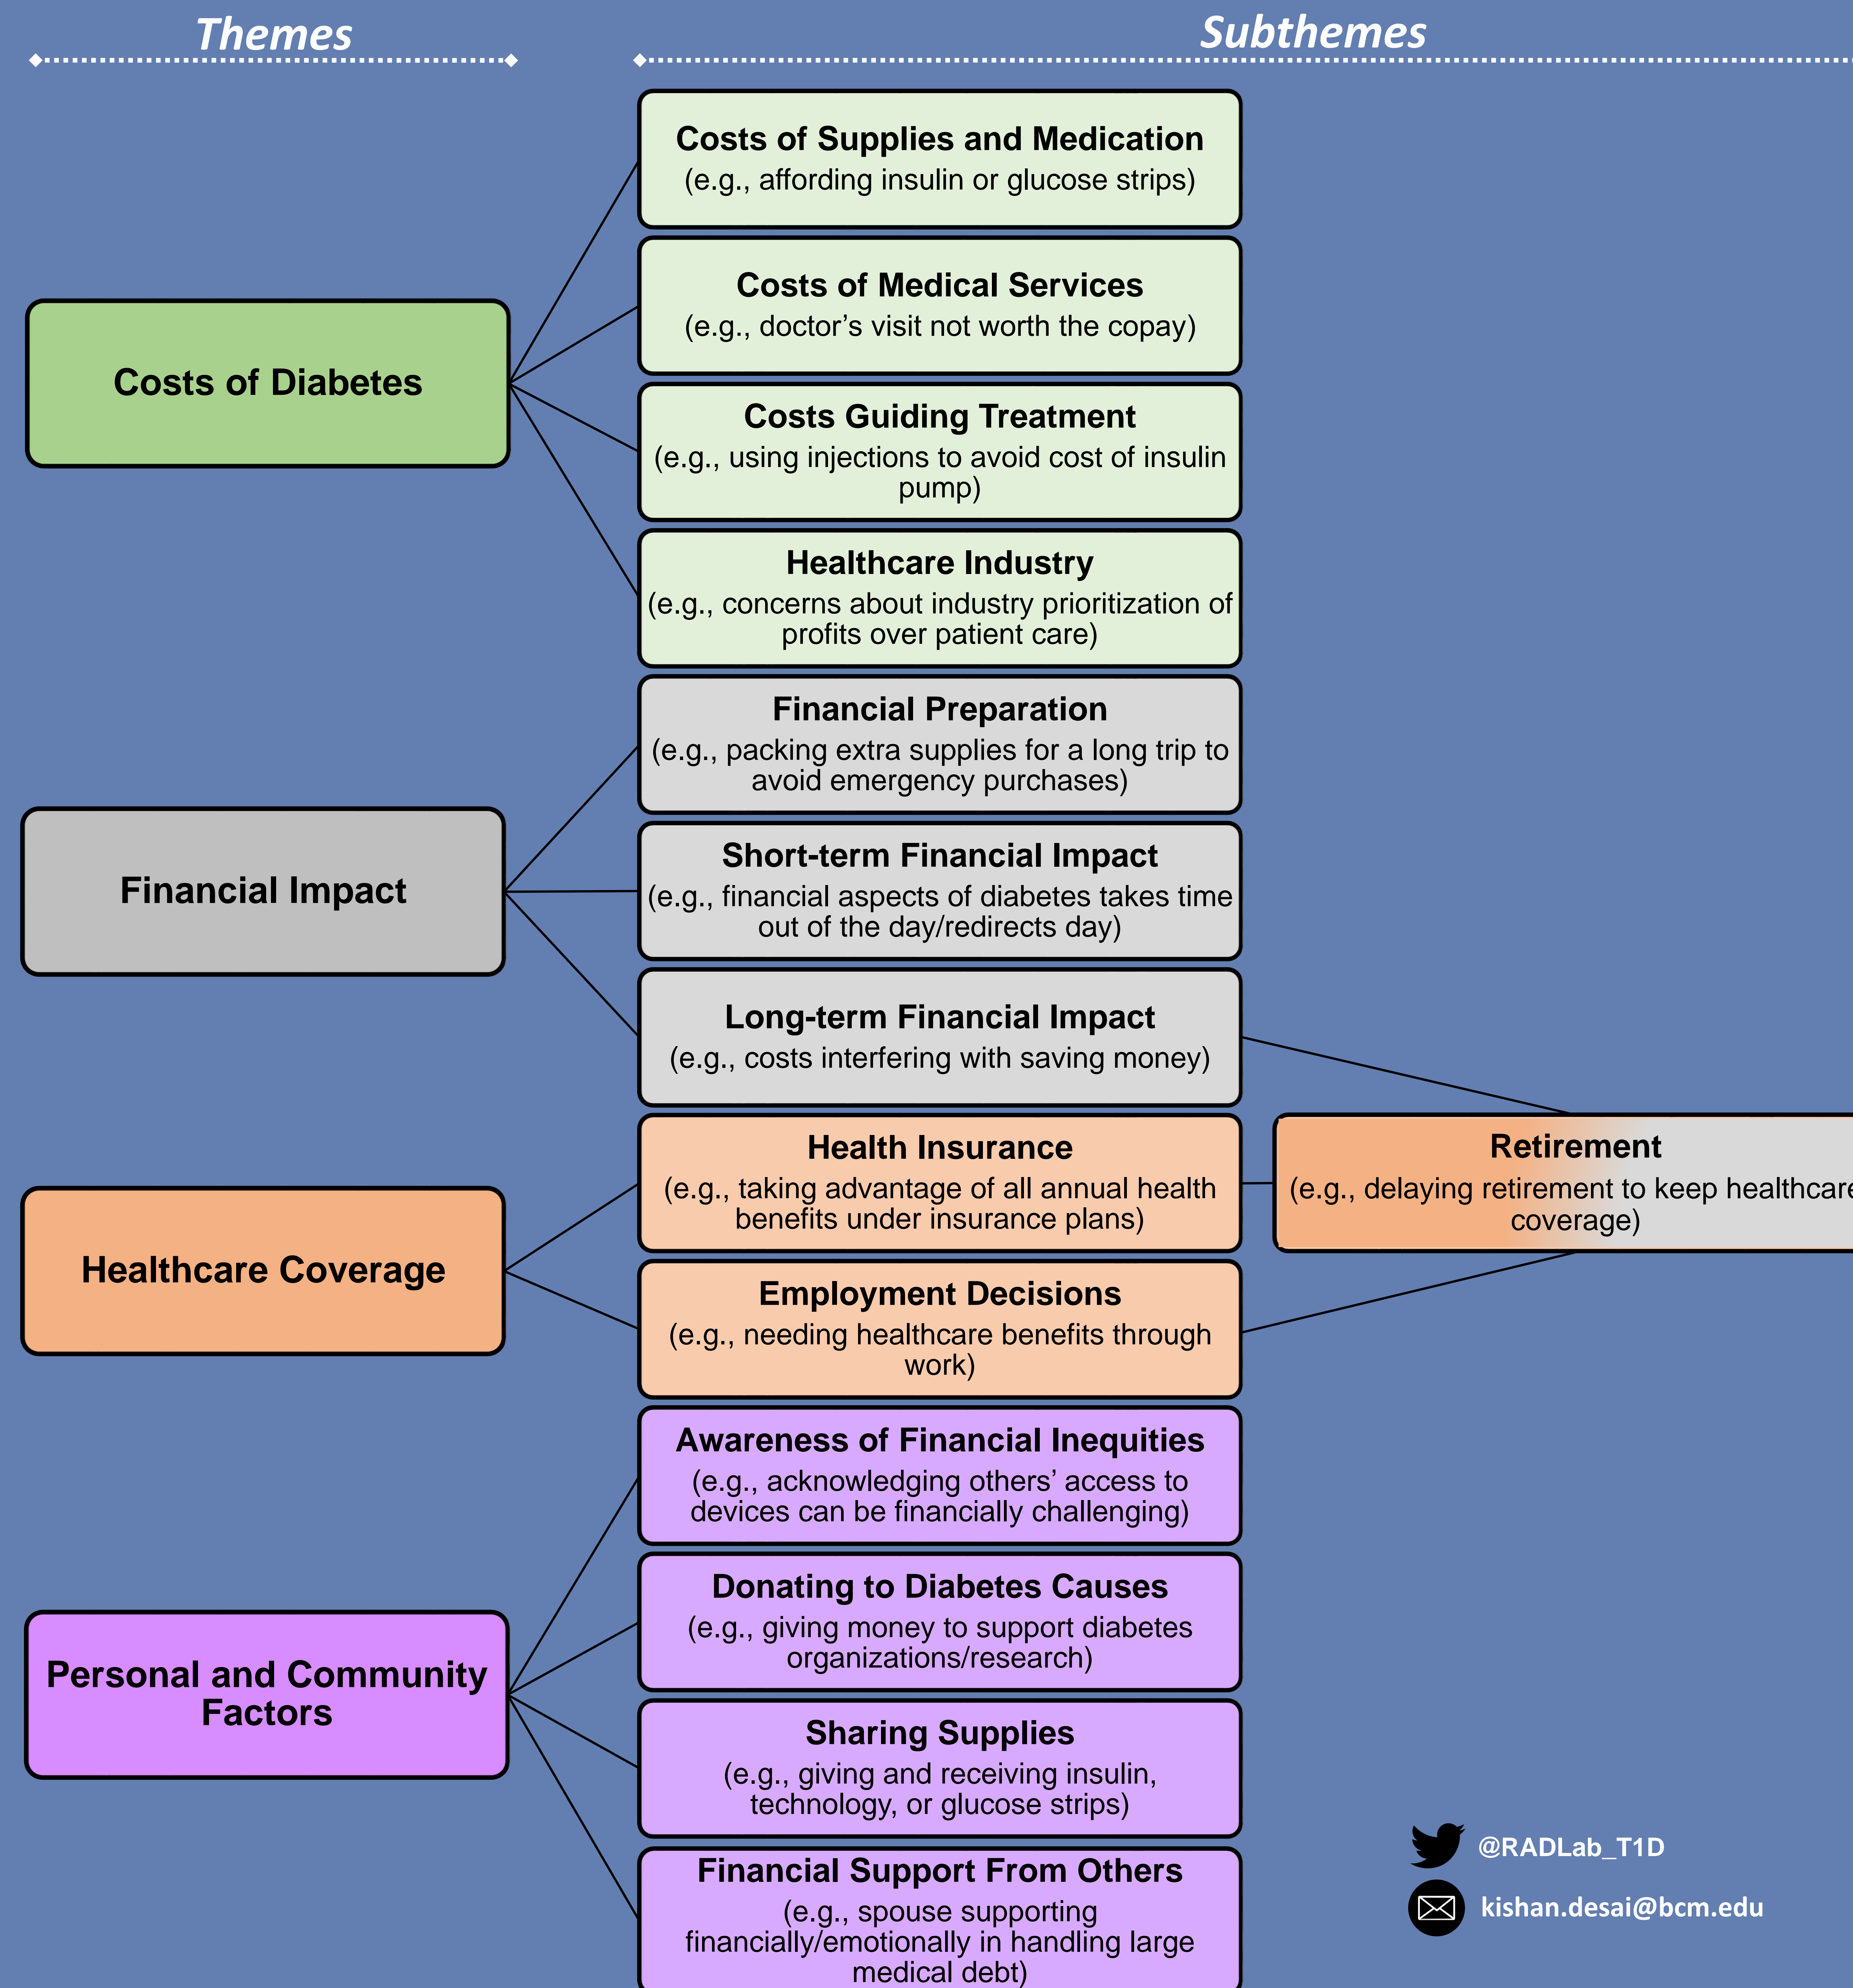 Themes
Subthemes
Costs of Diabetes
Costs of Supplies and Medication
(e.g., affording insulin or glucose strips)
Costs of Medical Services
(e.g., doctor’s visit not worth the copay)
Costs Guiding Treatment
(e.g., using injections to avoid cost of insulin
pump)
Healthcare Industry
(e.g., concerns about industry prioritization of
profits over patient care)
Financial Impact
Financial Preparation
(e.g., packing extra supplies for a long trip to
avoid emergency purchases)
Short-term Financial Impact
(e.g., financial aspects of diabetes takes time
out of the day/redirects day)
Long-term Financial Impact
(e.g., costs interfering with saving money)
Healthcare Coverage
Health Insurance
(e.g., taking advantage of all annual health
benefits under insurance plans)
Employment Decisions
(e.g., needing healthcare benefits through
work)
Retirement
(e.g., delaying retirement to keep healthcare
coverage)
Personal and Community
Factors
Awareness of Financial Inequities
(e.g., acknowledging others’ access to
devices can be financially challenging)
Donating to Diabetes Causes
(e.g., giving money to support diabetes
organizations/research)
Sharing Supplies
(e.g., giving and receiving insulin,
technology, or glucose strips)
Financial Support From Others
(e.g., spouse supporting
financially/emotionally in handling large
medical debt)
@RADLab_T1D
kishan.desai@bcm.edu